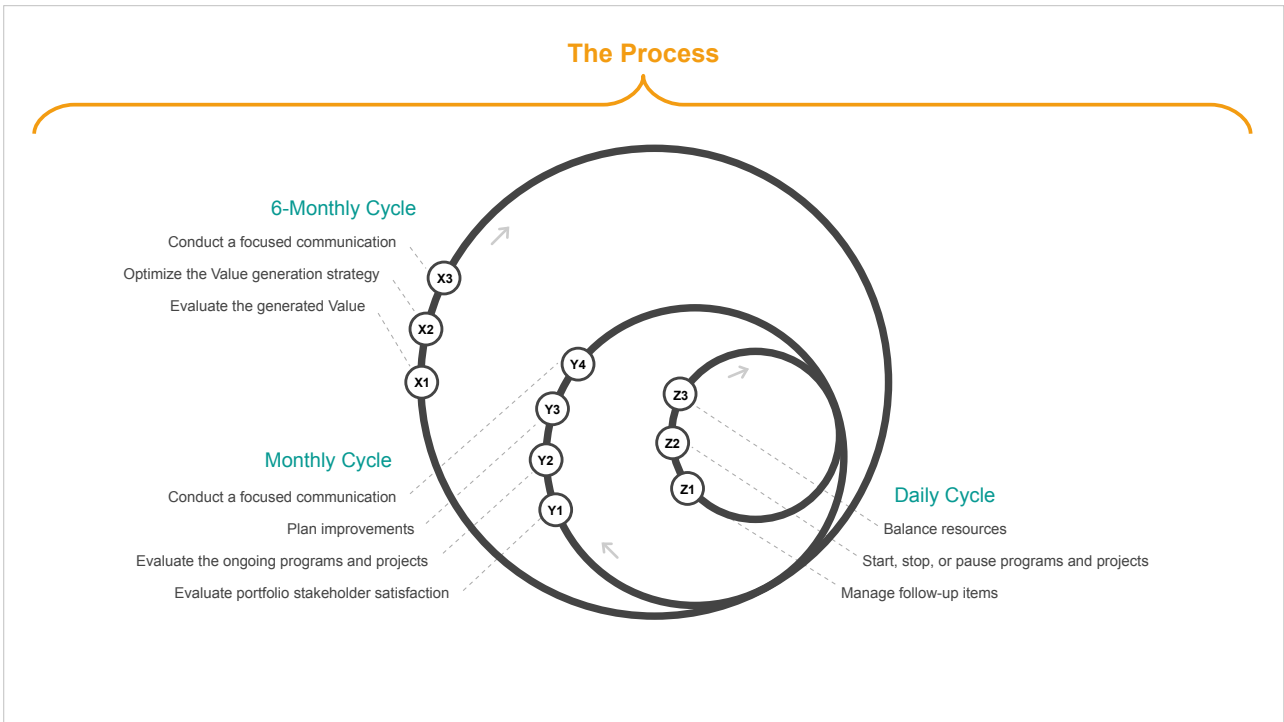 The Process
6-Monthly Cycle
Conduct a focused communication
Optimize the Value generation strategy
Evaluate the generated Value
X3
X2
X1
Monthly Cycle
Conduct a focused communication
Plan improvements
Evaluate the ongoing programs and projects
Evaluate portfolio stakeholder satisfaction
Y4
Y3
Y2
Y1
Z3
Z2
Z1
Daily Cycle
Balance resources
Start, stop, or pause programs and projects
Manage follow-up items